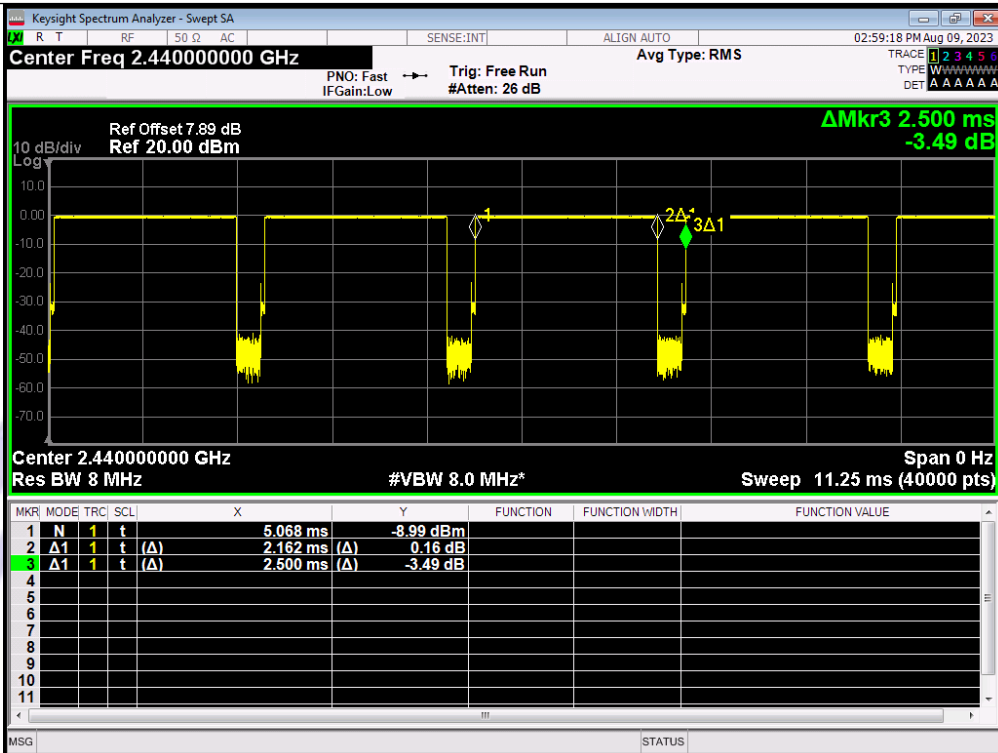 Keysight Spectrum Analyzer - Swept SA
LXI R T RF 50 Ω AC SENSE:INT ALIGN AUTO 02:59:18 PM Aug 09, 2023
Center Freq 2.440000000 GHz
Avg Type: RMS
TRACE 1 2 3 4 5 6
PNO: Fast Trig: Free Run
TYPE W W W W W W
IFGain:Low #Atten: 26 dB
DET A A A A A A
ΔMkr3 2.500 ms
-3.49 dB
Ref Offset 7.89 dB
10 dB/div Ref 20.00 dBm
Log
10.0
0.00
-10.0
-20.0
-30.0
-40.0
-50.0
-60.0
-70.0
1
2Δ1
3Δ1
Center 2.440000000 GHz Span 0 Hz
Res BW 8 MHz #VBW 8.0 MHz* Sweep 11.25 ms (40000 pts)
MKR MODE TRC SCL X Y FUNCTION FUNCTION WIDTH FUNCTION VALUE
1 N 1 t 5.068 ms -8.99 dBm
2 Δ1 1 t (Δ) 2.162 ms (Δ) 0.16 dB
3 Δ1 1 t (Δ) 2.500 ms (Δ) -3.49 dB
4
5
6
7
8
9
10
11
MSG STATUS